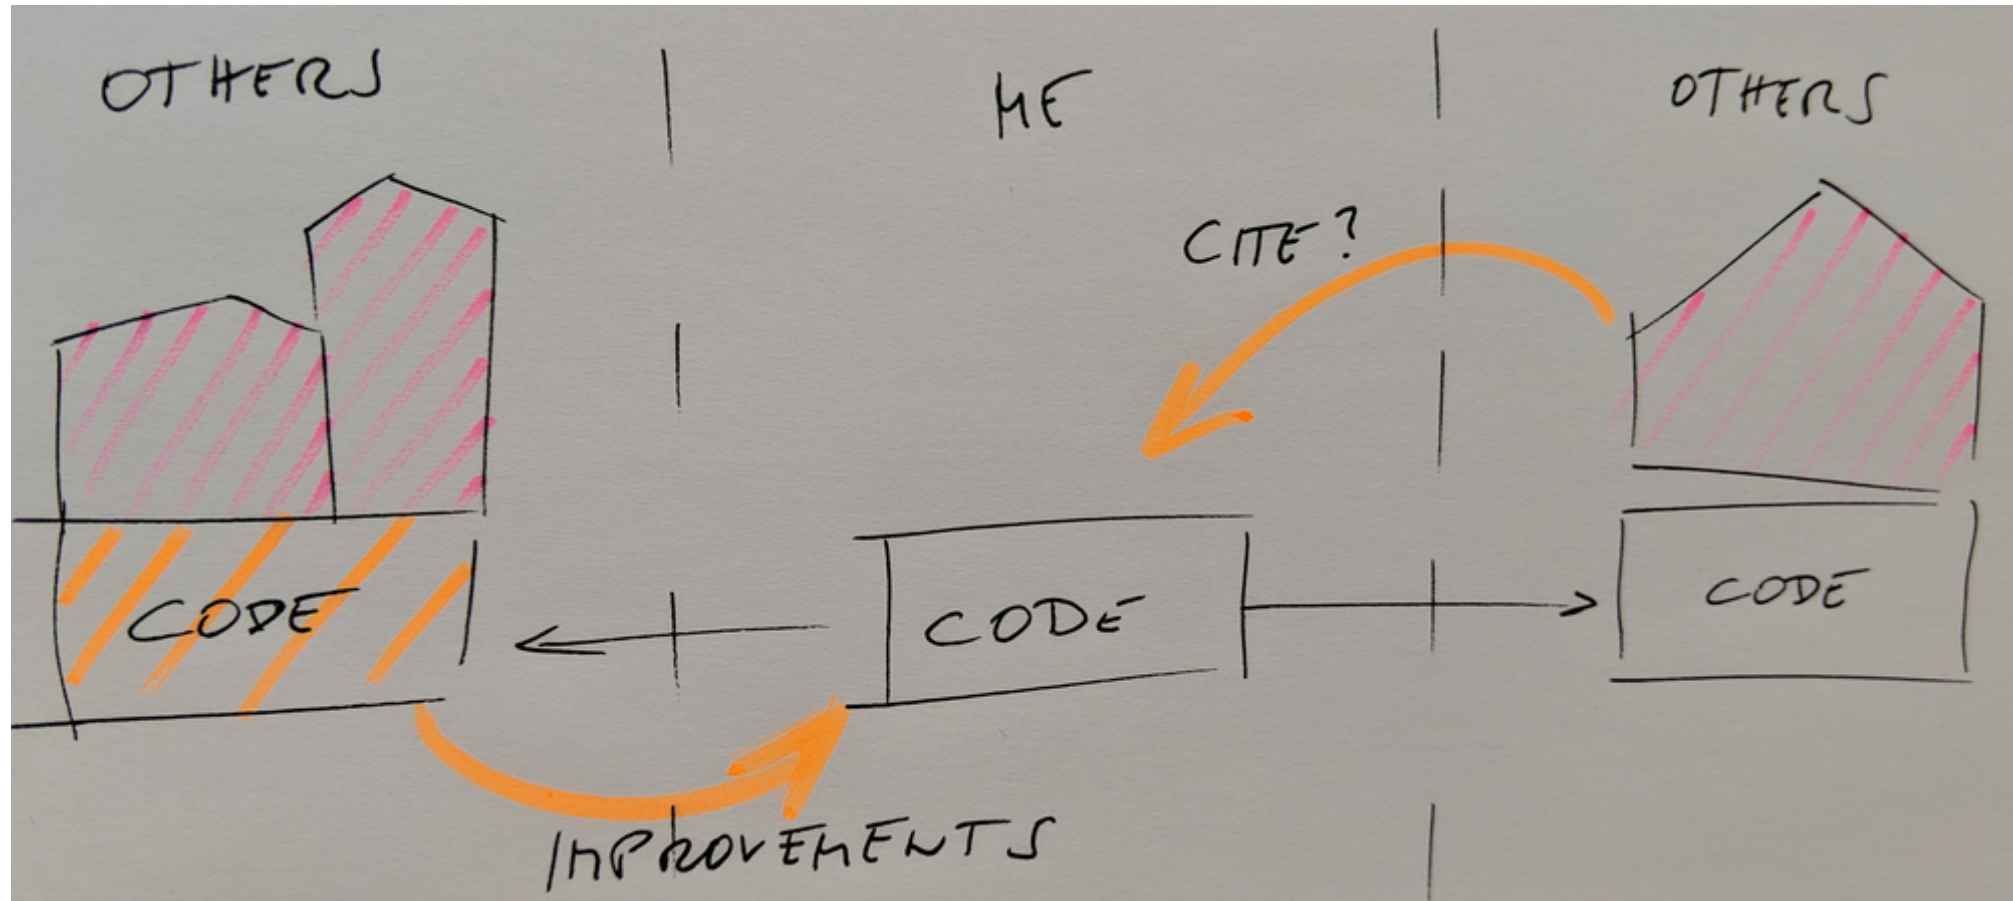 OTHERS
ME
OTHERS
CITE?
CODE
CODE
CODE
IMPROVEMENTS